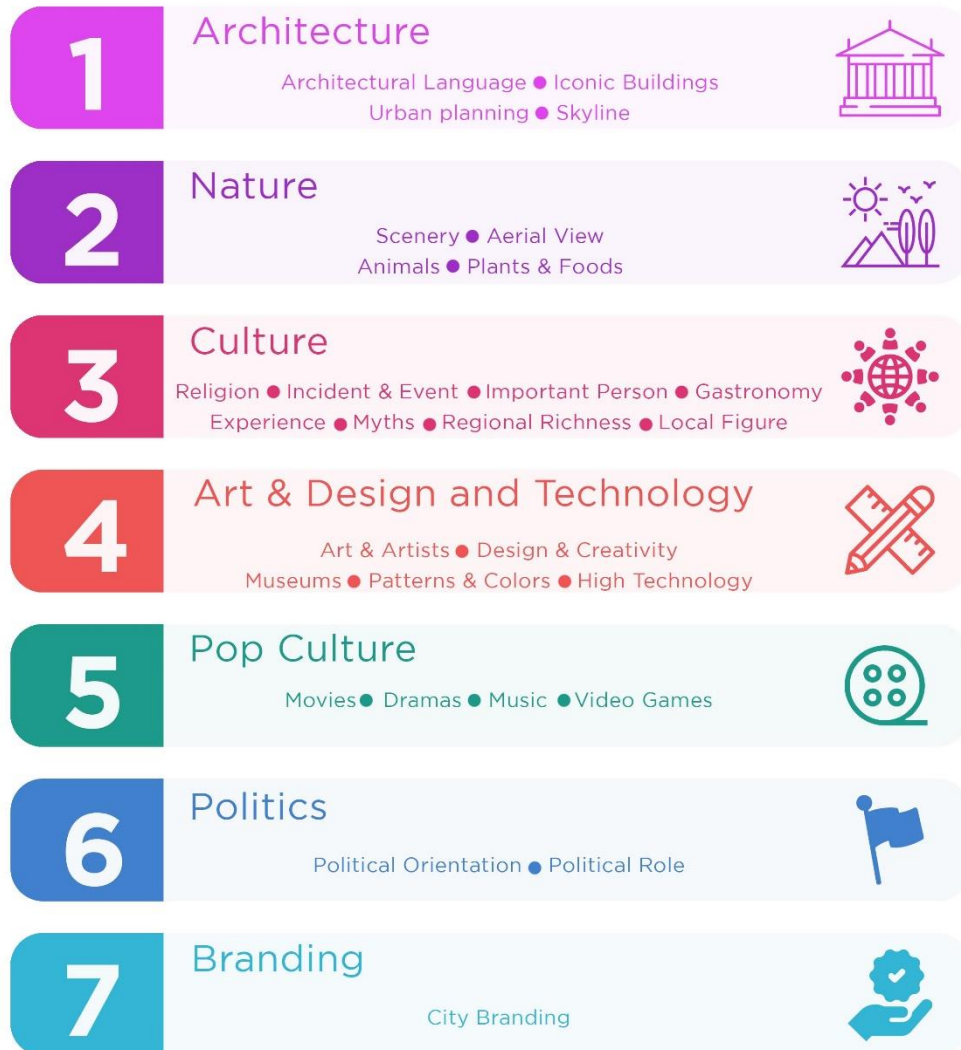 1
Architecture
Architectural Language ● Iconic Buildings
Urban planning ● Skyline
2
Nature
Scenery ● Aerial View
Animals ● Plants & Foods
3
Culture
Religion ● Incident & Event ● Important Person ● Gastronomy
Experience ● Myths ● Regional Richness ● Local Figure
4
Art & Design and Technology
Art & Artists ● Design & Creativity
Museums ● Patterns & Colors ● High Technology
5
Pop Culture
Movies ● Dramas ● Music ● Video Games
6
Politics
Political Orientation ● Political Role
7
Branding
City Branding